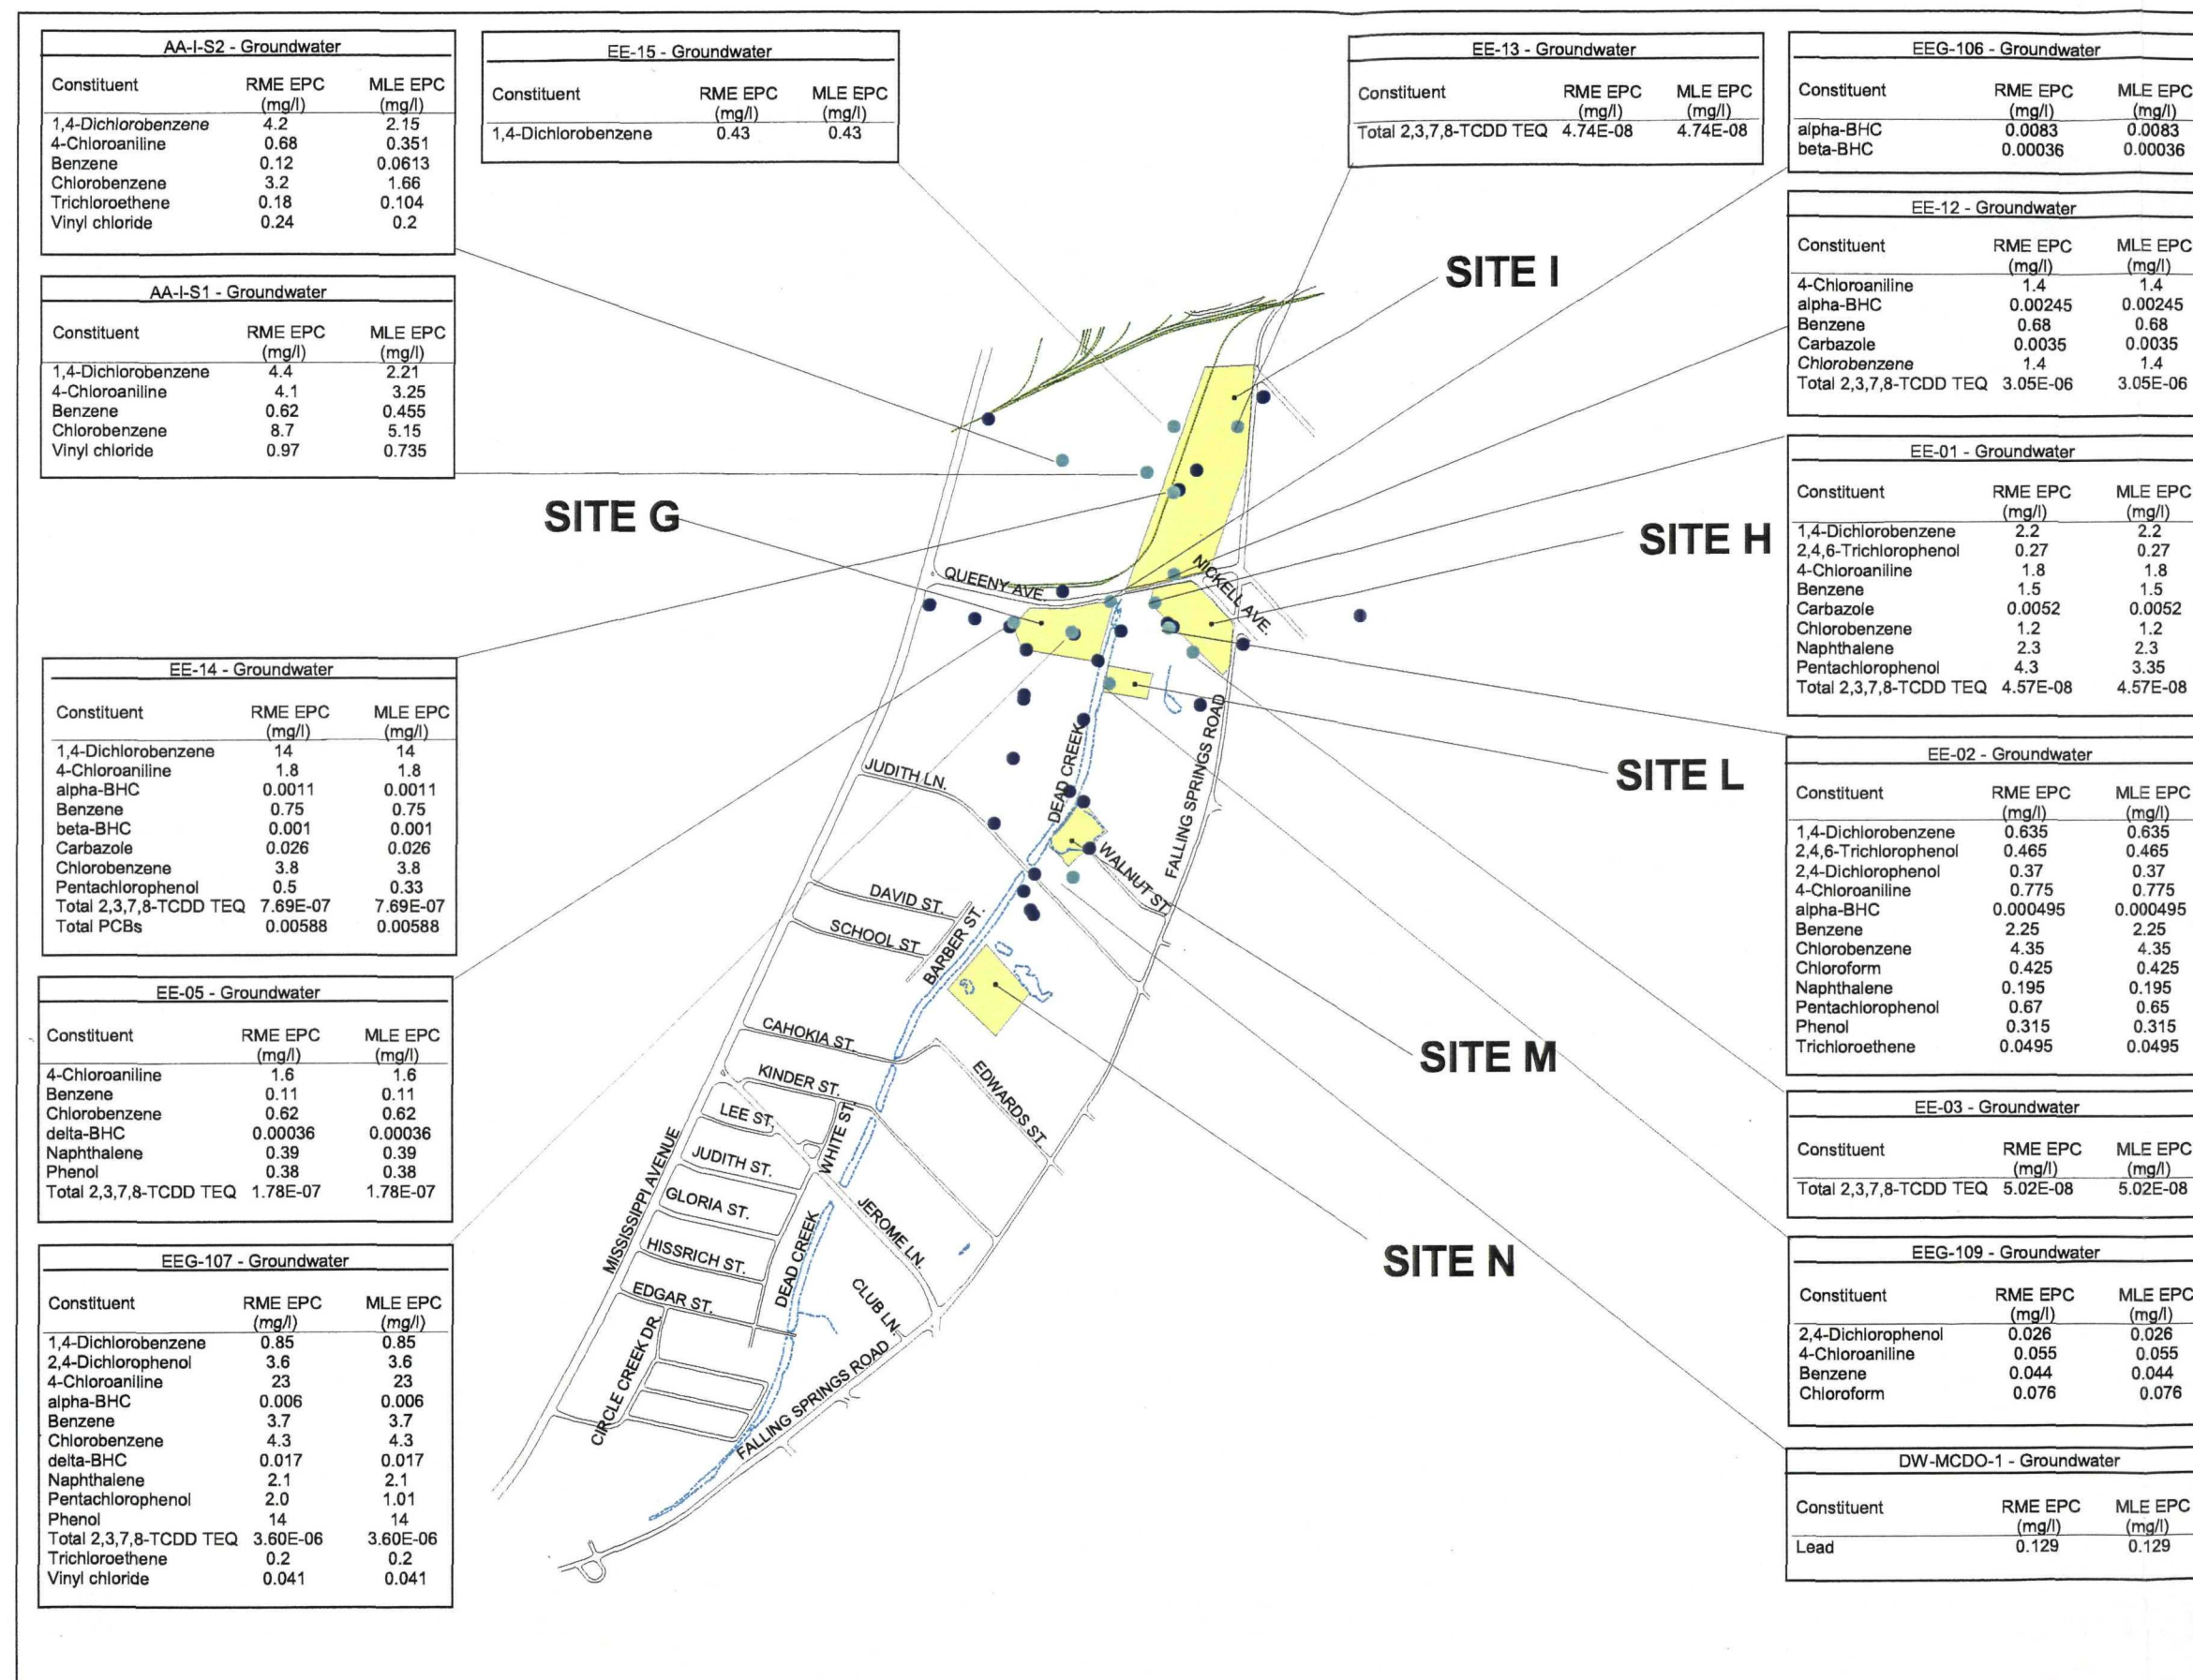 AA-I-S2 - Groundwater
Constituent RME EPC MLE EPC
(mg/l) (mg/l)
1,4-Dichlorobenzene 4.2 2.15
4-Chloroaniline 0.68 0.351
Benzene 0.12 0.0613
Chlorobenzene 3.2 1.66
Trichloroethene 0.18 0.104
Vinyl chloride 0.24 0.2
EE-15 - Groundwater
Constituent RME EPC MLE EPC
(mg/l) (mg/l)
1,4-Dichlorobenzene 0.43 0.43
EE-13 - Groundwater
Constituent RME EPC MLE EPC
(mg/l) (mg/l)
Total 2,3,7,8-TCDD TEQ 4.74E-08 4.74E-08
EEG-106 - Groundwater
Constituent RME EPC MLE EPC
(mg/l) (mg/l)
alpha-BHC 0.0083 0.0083
beta-BHC 0.00036 0.00036
AA-I-S1 - Groundwater
Constituent RME EPC MLE EPC
(mg/l) (mg/l)
1,4-Dichlorobenzene 4.4 2.21
4-Chloroaniline 4.1 3.25
Benzene 0.62 0.455
Chlorobenzene 8.7 5.15
Vinyl chloride 0.97 0.735
EE-12 - Groundwater
Constituent RME EPC MLE EPC
(mg/l) (mg/l)
4-Chloroaniline 1.4 1.4
alpha-BHC 0.00245 0.00245
Benzene 0.68 0.68
Carbazole 0.0035 0.0035
Chlorobenzene 1.4 1.4
Total 2,3,7,8-TCDD TEQ 3.05E-06 3.05E-06
EE-01 - Groundwater
Constituent RME EPC MLE EPC
(mg/l) (mg/l)
1,4-Dichlorobenzene 2.2 2.2
2,4,6-Trichlorophenol 0.27 0.27
4-Chloroaniline 1.8 1.8
Benzene 1.5 1.5
Carbazole 0.0052 0.0052
Chlorobenzene 1.2 1.2
Naphthalene 2.3 2.3
Pentachlorophenol 4.3 3.35
Total 2,3,7,8-TCDD TEQ 4.57E-08 4.57E-08
EE-14 - Groundwater
Constituent RME EPC MLE EPC
(mg/l) (mg/l)
1,4-Dichlorobenzene 14 14
4-Chloroaniline 1.8 1.8
alpha-BHC 0.0011 0.0011
Benzene 0.75 0.75
beta-BHC 0.001 0.001
Carbazole 0.026 0.026
Chlorobenzene 3.8 3.8
Pentachlorophenol 0.5 0.33
Total 2,3,7,8-TCDD TEQ 7.69E-07 7.69E-07
Total PCBs 0.00588 0.00588
EE-02 - Groundwater
Constituent RME EPC MLE EPC
(mg/l) (mg/l)
1,4-Dichlorobenzene 0.635 0.635
2,4,6-Trichlorophenol 0.465 0.465
2,4-Dichlorophenol 0.37 0.37
4-Chloroaniline 0.775 0.775
alpha-BHC 0.000495 0.000495
Benzene 2.25 2.25
Chlorobenzene 4.35 4.35
Chloroform 0.425 0.425
Naphthalene 0.195 0.195
Pentachlorophenol 0.67 0.65
Phenol 0.315 0.315
Trichloroethene 0.0495 0.0495
EE-05 - Groundwater
Constituent RME EPC MLE EPC
(mg/l) (mg/l)
4-Chloroaniline 1.6 1.6
Benzene 0.11 0.11
Chlorobenzene 0.62 0.62
delta-BHC 0.00036 0.00036
Naphthalene 0.39 0.39
Phenol 0.38 0.38
Total 2,3,7,8-TCDD TEQ 1.78E-07 1.78E-07
EE-03 - Groundwater
Constituent RME EPC MLE EPC
(mg/l) (mg/l)
Total 2,3,7,8-TCDD TEQ 5.02E-08 5.02E-08
EEG-107 - Groundwater
Constituent RME EPC MLE EPC
(mg/l) (mg/l)
1,4-Dichlorobenzene 0.85 0.85
2,4-Dichlorophenol 3.6 3.6
4-Chloroaniline 23 23
alpha-BHC 0.006 0.006
Benzene 3.7 3.7
Chlorobenzene 4.3 4.3
delta-BHC 0.017 0.017
Naphthalene 2.1 2.1
Pentachlorophenol 2.0 1.01
Phenol 14 14
Total 2,3,7,8-TCDD TEQ 3.60E-06 3.60E-06
Trichloroethene 0.2 0.2
Vinyl chloride 0.041 0.041
EEG-109 - Groundwater
Constituent RME EPC MLE EPC
(mg/l) (mg/l)
2,4-Dichlorophenol 0.026 0.026
4-Chloroaniline 0.055 0.055
Benzene 0.044 0.044
Chloroform 0.076 0.076
DW-MCDO-1 - Groundwater
Constituent RME EPC MLE EPC
(mg/l) (mg/l)
Lead 0.129 0.129
SITE I
SITE G
SITE H
SITE L
SITE M
SITE N
QUEENY AVE.
NICKELL AVE.
JUDITH LN.
DEAD CREEK
FALLING SPRINGS ROAD
WALNUT ST.
DAVID ST.
SCHOOL ST
BARBER ST.
CAHOKIA ST.
KINDER ST.
EDWARDS ST.
LEE ST.
WHITE ST.
JUDITH ST.
MISSISSIPPI AVENUE
GLORIA ST.
JEROME LN.
HISSRICH ST.
DEAD CREEK
EDGAR ST.
CLUB LN.
CIRCLE CREEK DR.
FALLING SPRINGS ROAD